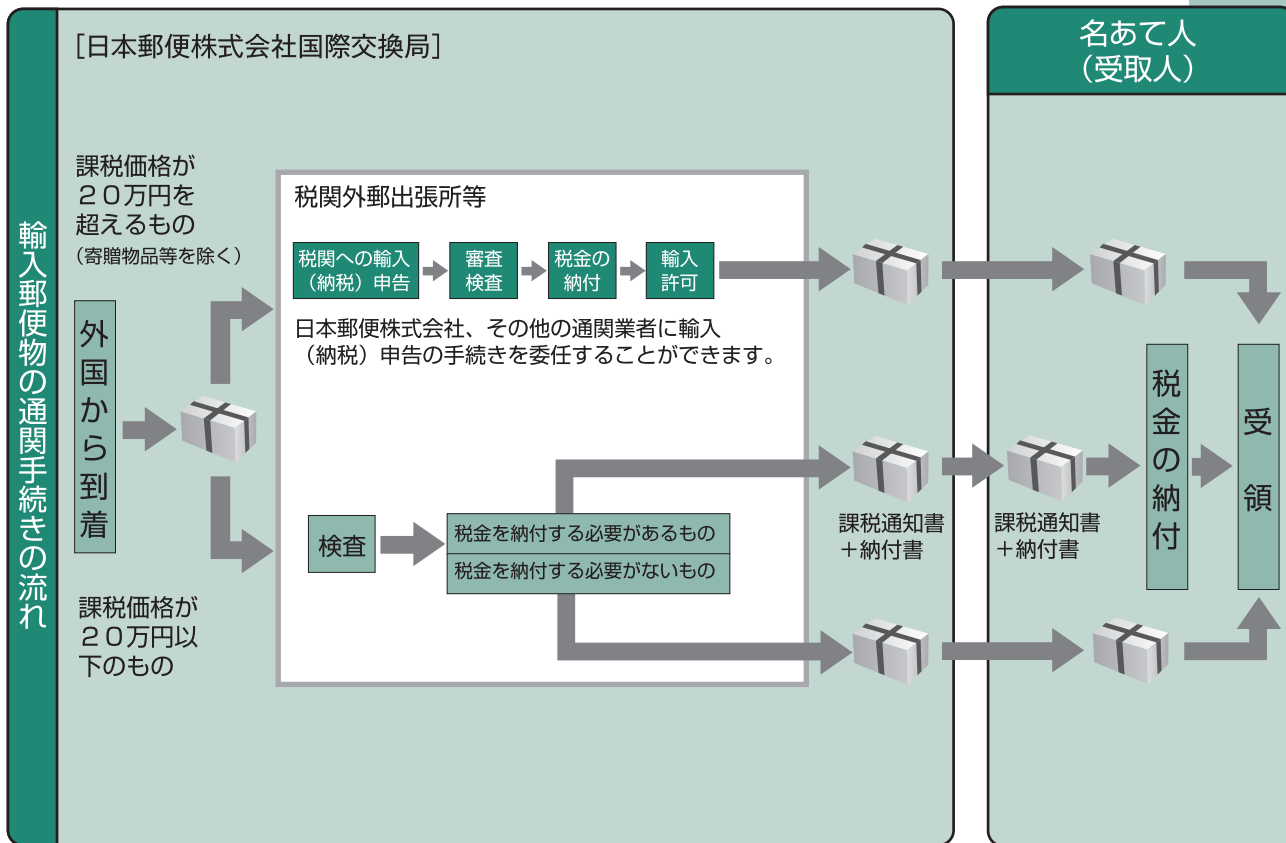 輸入郵便物の通関手続きの流れ
［日本郵便株式会社国際交換局］
課税価格が
２０万円を
超えるもの
（寄贈物品等を除く）
外国から到着
課税価格が
２０万円以
下のもの
税関外郵出張所等
税関への輸入
（納税）申告
審査
検査
税金の
納付
輸入
許可
日本郵便株式会社、その他の通関業者に輸入
（納税）申告の手続きを委任することができます。
検査
税金を納付する必要があるもの
税金を納付する必要がないもの
課税通知書
＋納付書
名あて人
（受取人）
課税通知書
＋納付書
税金の納付
受領